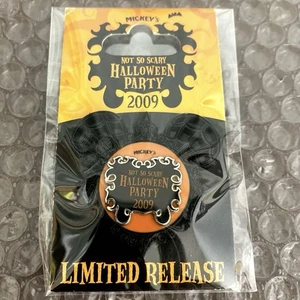 MICKEY'S
NOT SO SCARY
HALLOWEEN
PARTY
2009
MICKEY'S
NOT SO SCARY
HALLOWEEN
PARTY
2009
LIMITED RELEASE